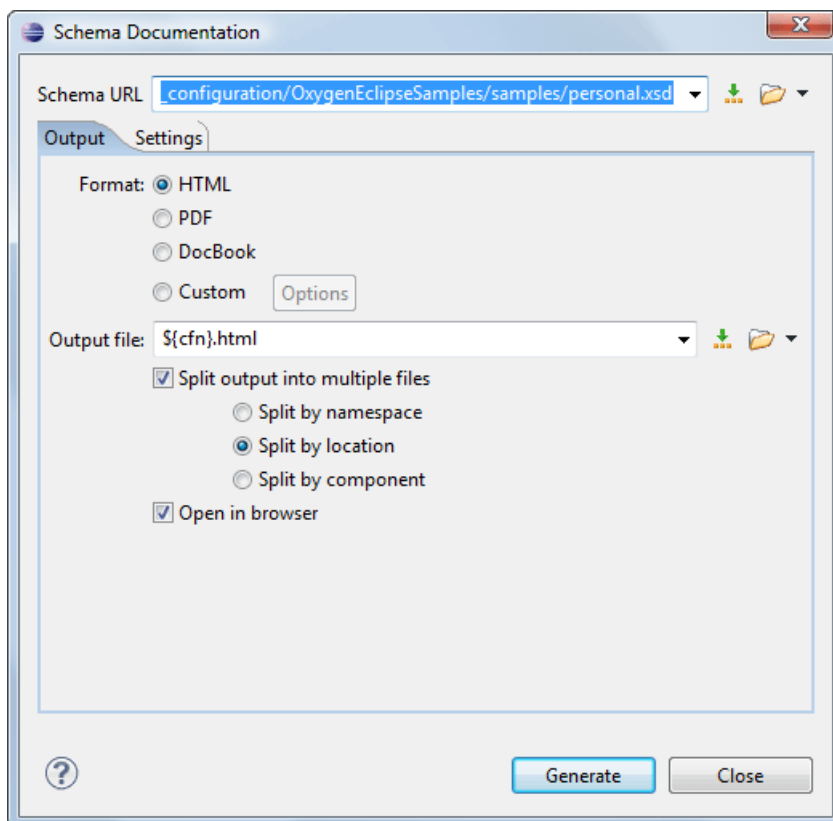 Schema Documentation
Schema URL _configuration/OxygenEclipseSamples/samples/personal.xsd
Output Settings
Format: HTML
PDF
DocBook
Custom Options
Output file: ${cfn}.html
Split output into multiple files
Split by namespace
Split by location
Split by component
Open in browser
? Generate Close